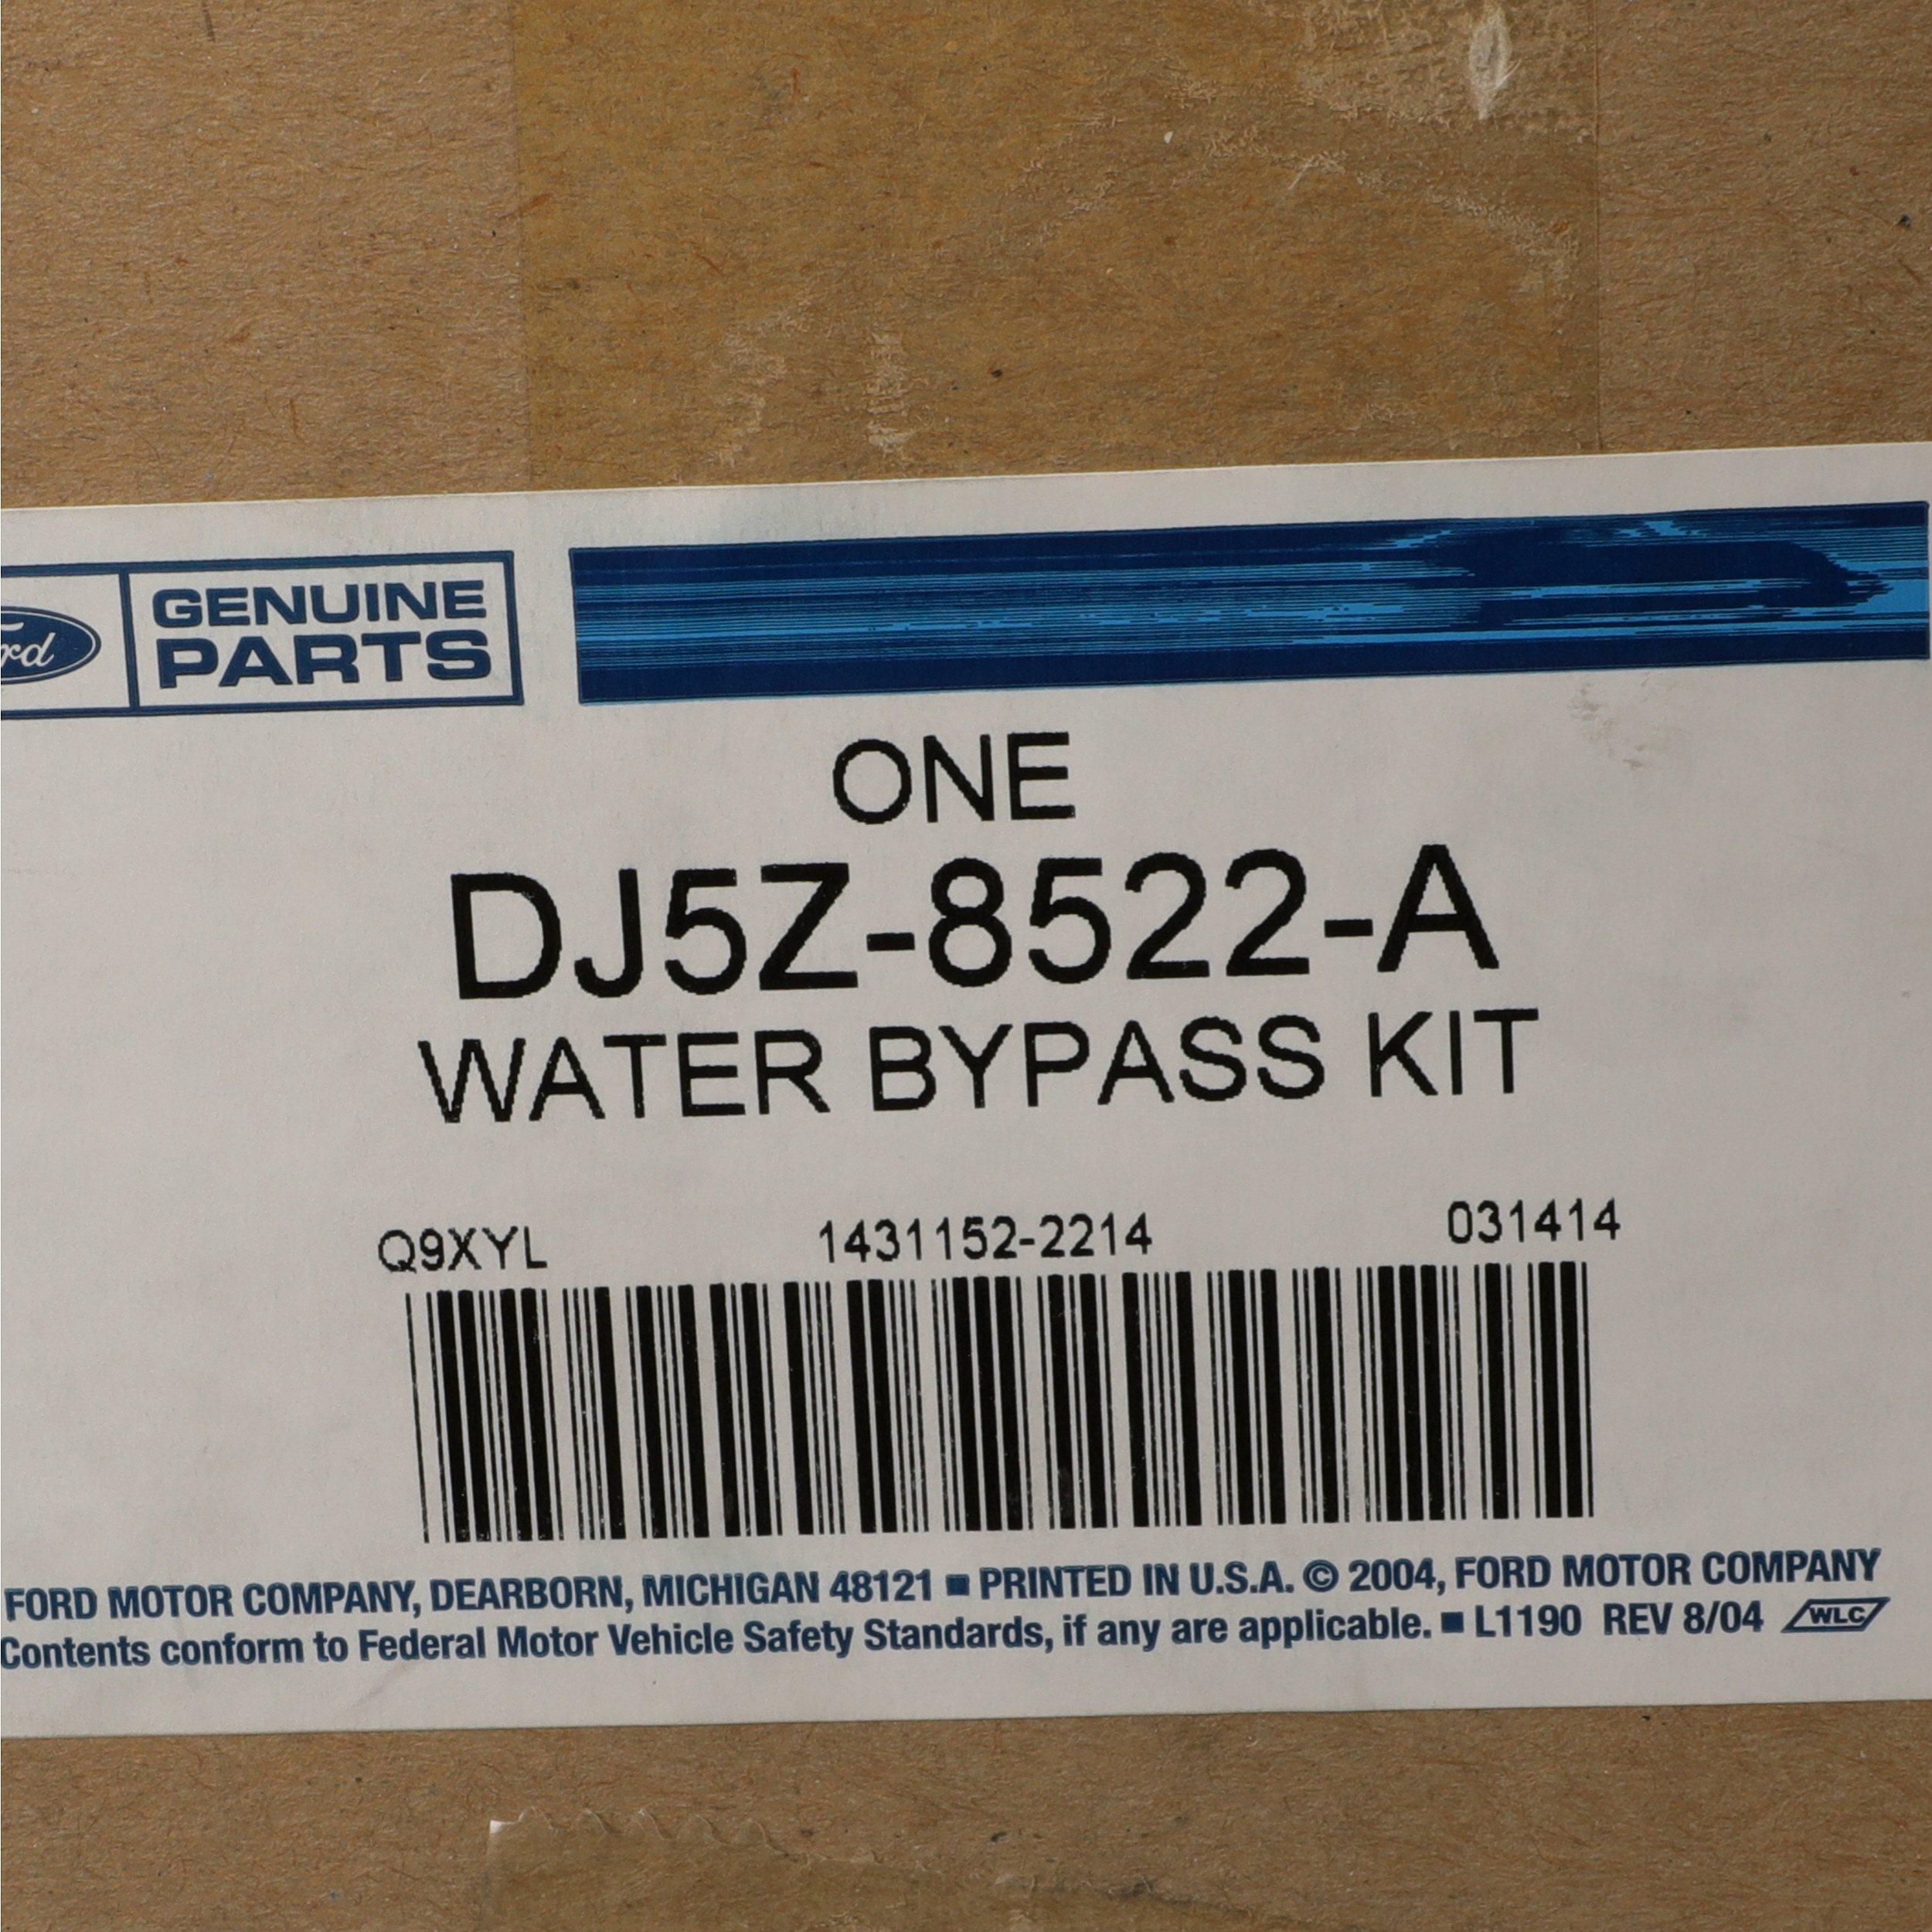 GENUINE
PARTS
ONE
DJ5Z-8522-A
WATER BYPASS KIT
Q9XYL 1431152-2214 031414
FORD MOTOR COMPANY, DEARBORN, MICHIGAN 48121 ■ PRINTED IN U.S.A. © 2004, FORD MOTOR COMPANY
Contents conform to Federal Motor Vehicle Safety Standards, if any are applicable. ■ L1190 REV 8/04 WLC